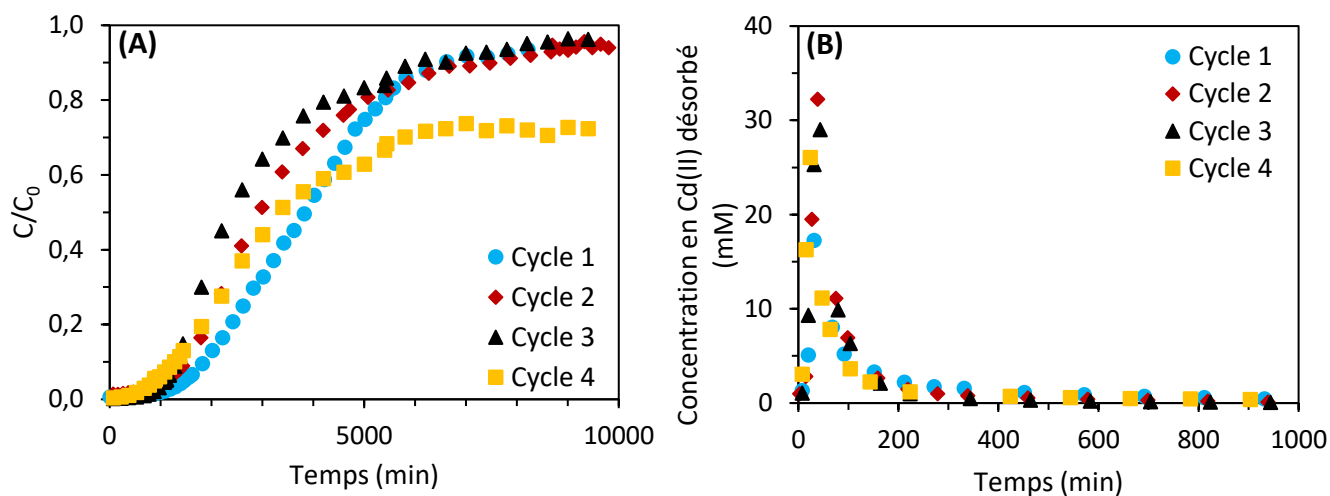 (A)
1,0
0,8
0,6
0,4
0,2
0,0
C/C0
0
5000
10000
Temps (min)
Cycle 1
Cycle 2
Cycle 3
Cycle 4
(B)
40
30
20
10
0
Concentration en Cd(II) désorbé
(mM)
0
200
400
600
800
1000
Temps (min)
Cycle 1
Cycle 2
Cycle 3
Cycle 4